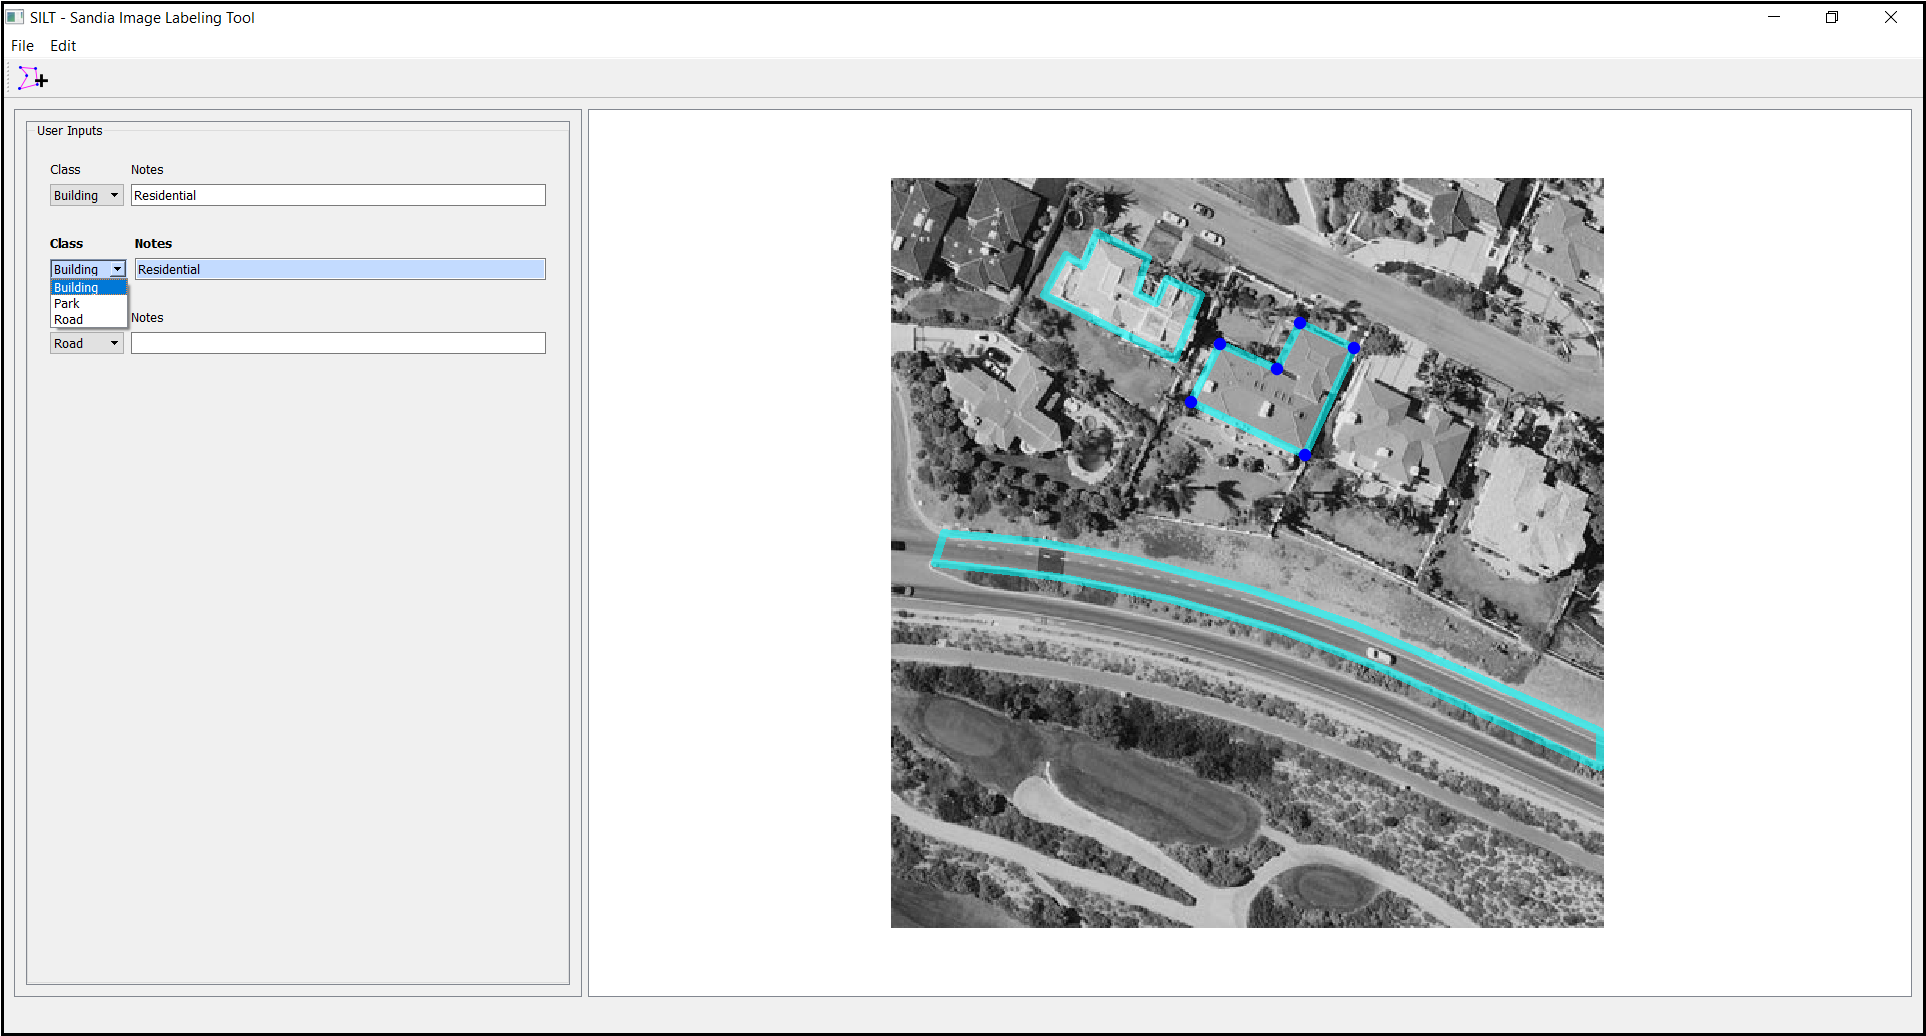 SILT - Sandia Image Labeling Tool
File Edit
User Inputs
Class Notes
Building Residential
Class Notes
Building Residential
Building
Park
Road
Notes
Road